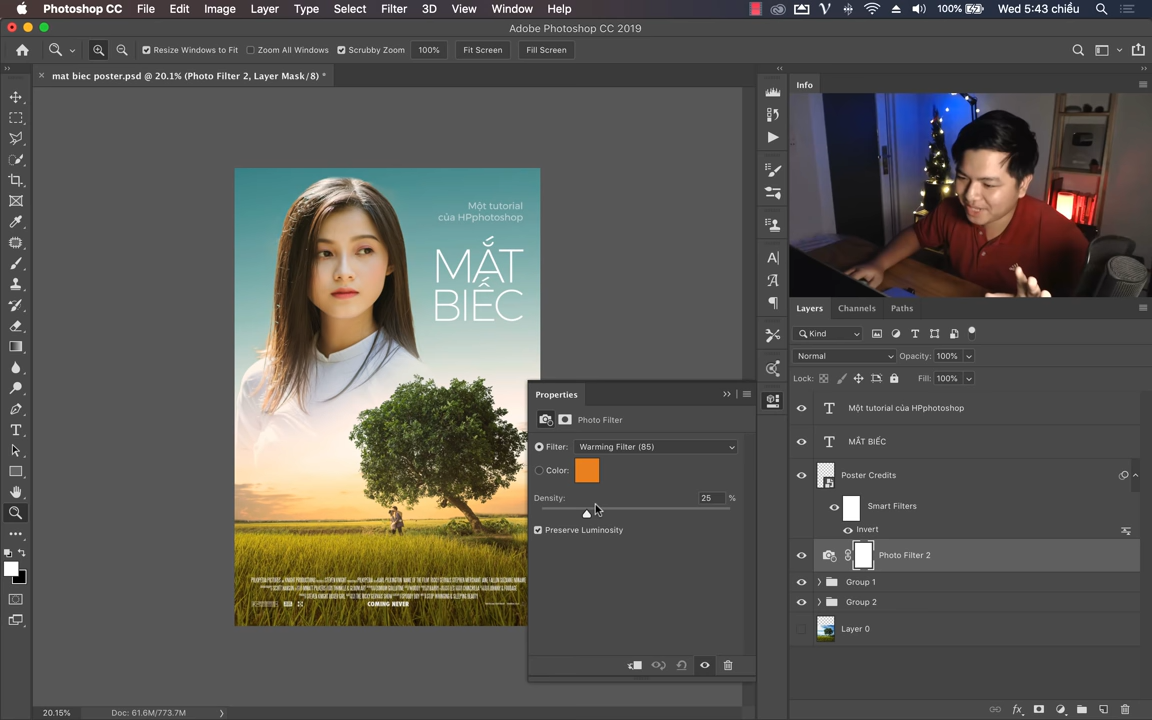 Photoshop CC File Edit Image Layer Type Select Filter 3D View Window Help
100% Wed 5:43 chiều
Adobe Photoshop CC 2019
Resize Windows to Fit Zoom All Windows Scrubby Zoom 100% Fit Screen Fill Screen
mat biec poster.psd @ 20.1% (Photo Filter 2, Layer Mask/8) *
Info
Một tutorial
của HPphotoshop
MẮT
BIẾC
COMING NEVER
Properties
Photo Filter
Filter: Warming Filter (85)
Color:
Density: 25 %
Preserve Luminosity
Layers Channels Paths
Kind
Normal Opacity: 100%
Lock: Fill: 100%
Một tutorial của HPphotoshop
MẮT BIẾC
Poster Credits
Smart Filters
Invert
Photo Filter 2
Group 1
Group 2
Layer 0
20.15% Doc: 61.6M/773.7M